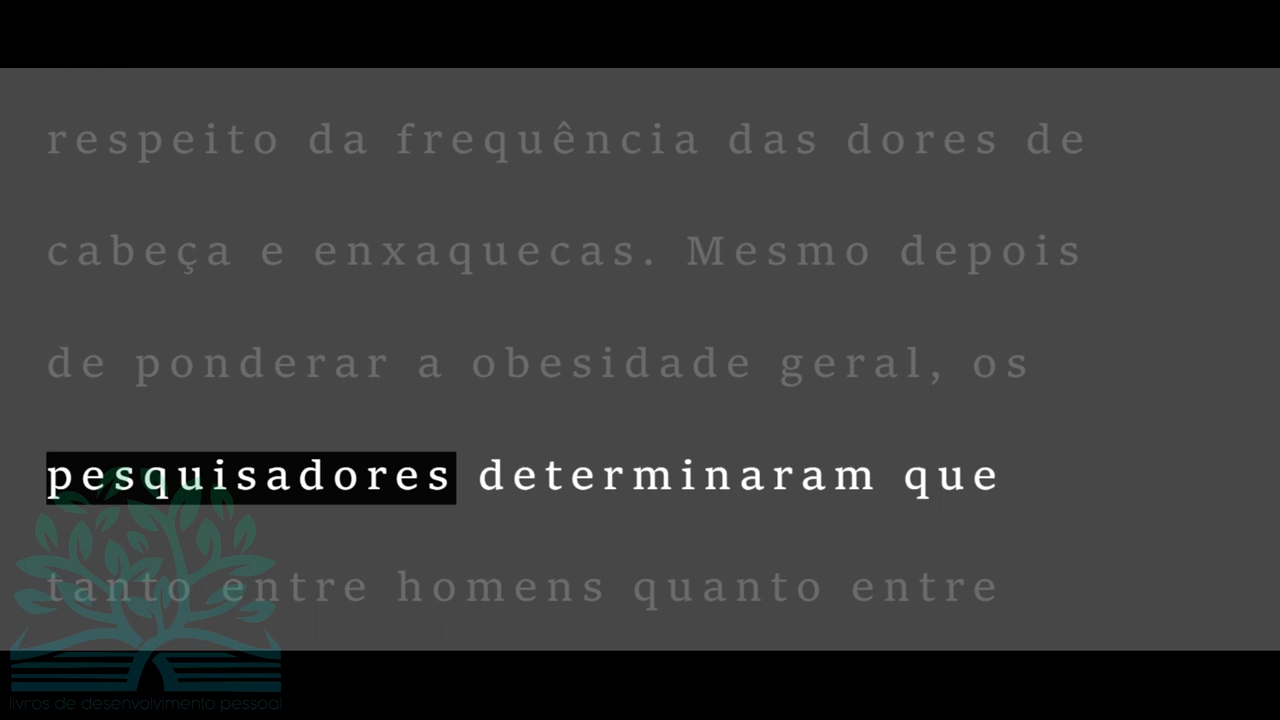 respeito da frequência das dores de
cabeça e enxaquecas. Mesmo depois
de ponderar a obesidade geral, os
pesquisadores determinaram que
tanto entre homens quanto entre
livros de desenvolvimento pessoal